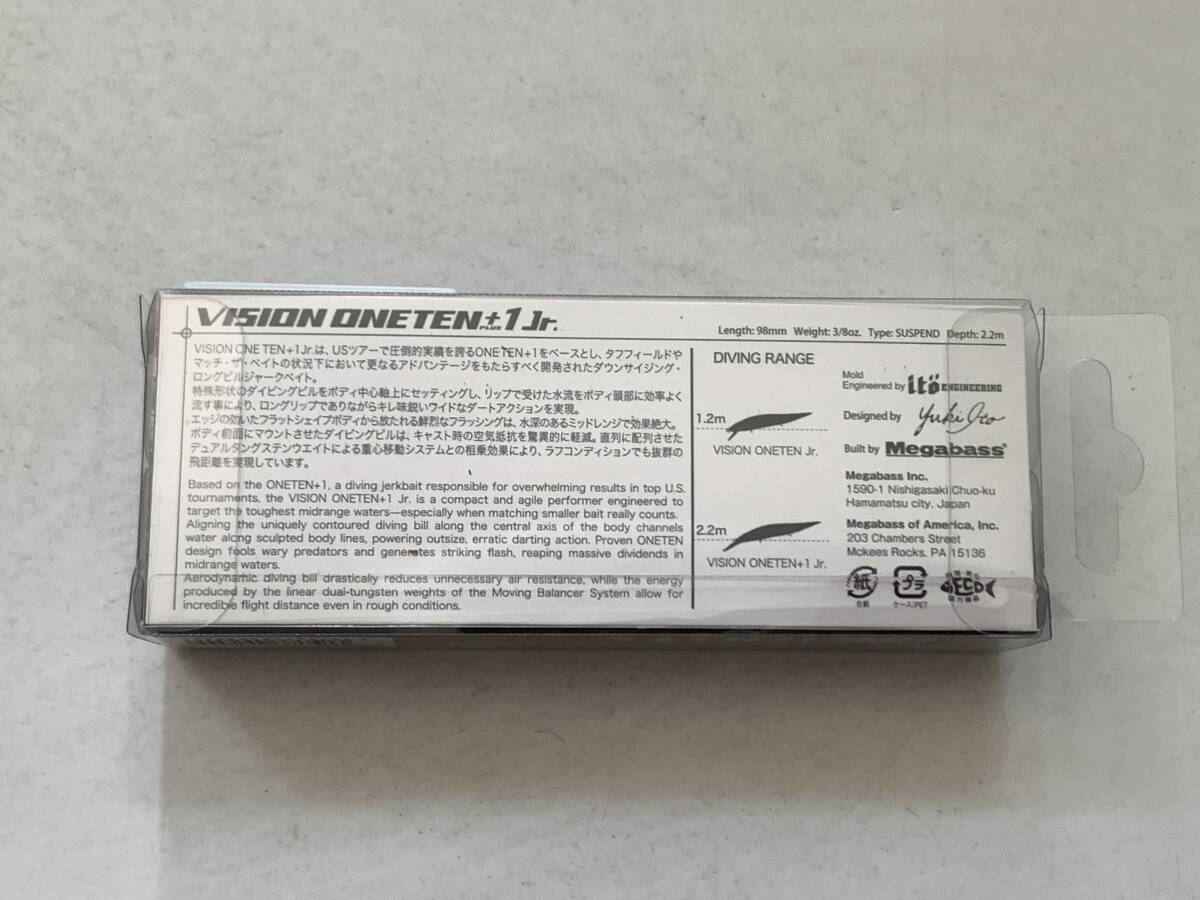 VISION ONETEN+1 Jr.
PLUS
Length: 98mm Weight: 3/8oz. Type: SUSPEND Depth: 2.2m
VISION ONE TEN+1 Jr.は、USツアーで圧倒的実績を誇るONE TEN+1をベースとし、タフフィールドや
マッチ・ザ・ベイトの状況下において更なるアドバンテージをもたらすべく開発されたダウンサイジング・
ロングビルジャークベイト。
特殊形状のダイビングビルをボディ中心軸上にセッティングし、リップで受けた水流をボディ頭部に効率よく
流す事により、ロングリップでありながらキレ味鋭いワイドなダートアクションを実現。
エッジの効いたフラットシェイプボディから放たれる鮮烈なフラッシングは、水深のあるミッドレンジで効果絶大。
ボディ前面にマウントさせたダイビングビルは、キャスト時の空気抵抗を驚異的に軽減。直列に配列させた
デュアルタングステンウエイトによる重心移動システムとの相乗効果により、ラフコンディションでも抜群の
飛距離を実現しています。
Based on the ONETEN+1, a diving jerkbait responsible for overwhelming results in top U.S.
tournaments, the VISION ONETEN+1 Jr. is a compact and agile performer engineered to
target the toughest midrange waters—especially when matching smaller bait really counts.
Aligning the uniquely contoured diving bill along the central axis of the body channels
water along sculpted body lines, powering outsize, erratic darting action. Proven ONETEN
design fools wary predators and generates striking flash, reaping massive dividends in
midrange waters.
Aerodynamic diving bill drastically reduces unnecessary air resistance, while the energy
produced by the linear dual-tungsten weights of the Moving Balancer System allow for
incredible flight distance even in rough conditions.
DIVING RANGE
1.2m
VISION ONETEN Jr.
2.2m
VISION ONETEN+1 Jr.
Mold
Engineered by itö ENGINEERING
Designed by Yuki Ito
Built by Megabass®
Megabass Inc.
1590-1 Nishigasaki Chuo-ku
Hamamatsu city, Japan
Megabass of America, Inc.
203 Chambers Street
Mckees Rocks, PA 15136
紙 プラ ECO
台紙 ケース:PET